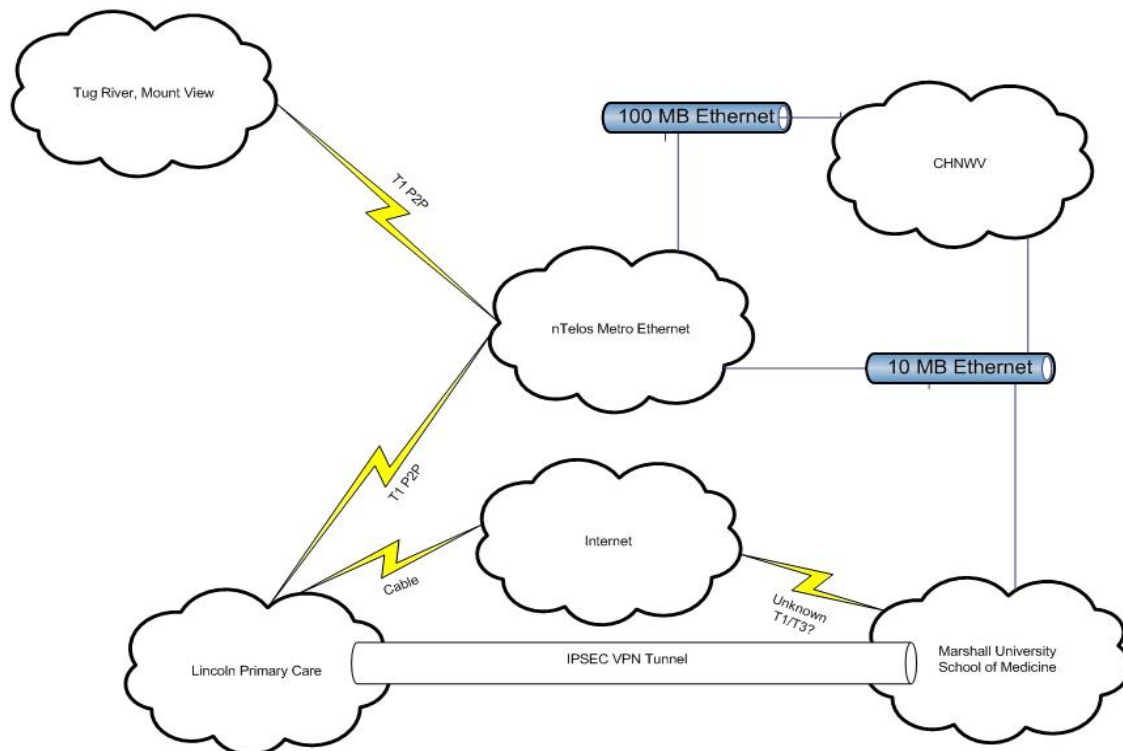 Tug River, Mount View
100 MB Ethernet
CHNWV
T1 P2P
nTelos Metro Ethernet
10 MB Ethernet
T1 P2P
Internet
Cable
Unknown
T1/T3?
Lincoln Primary Care
IPSEC VPN Tunnel
Marshall University
School of Medicine